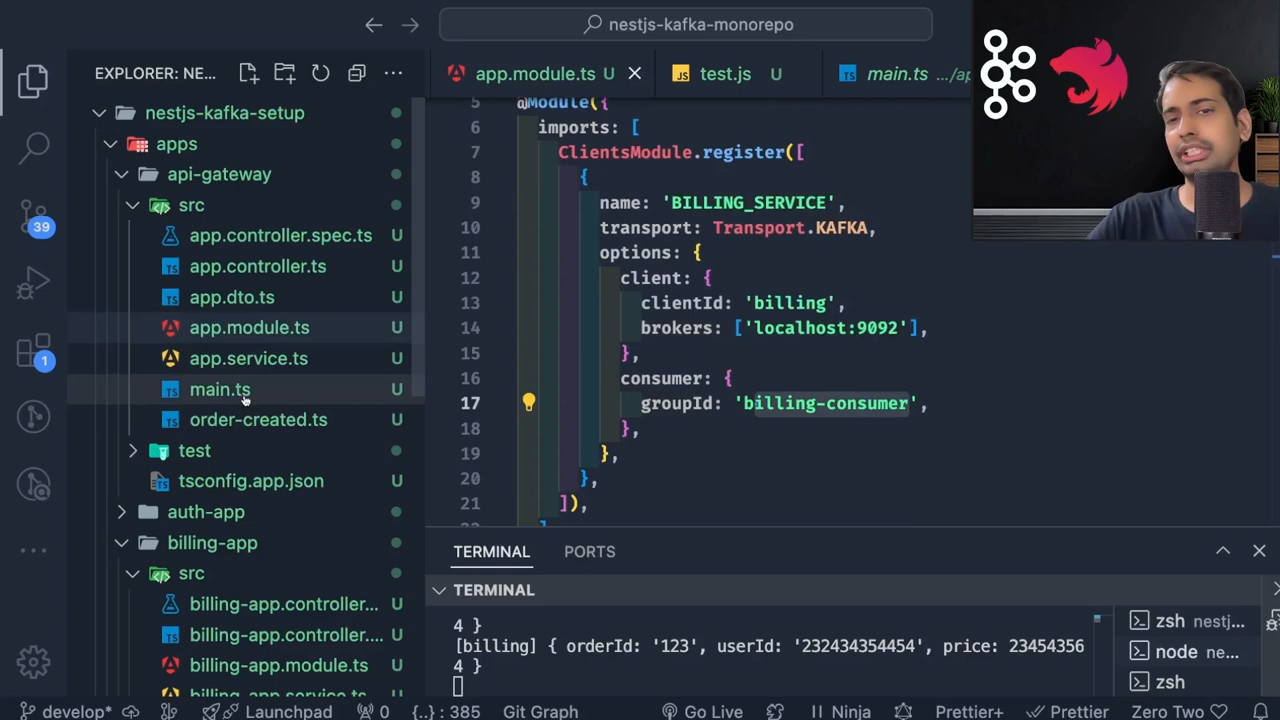 nestjs-kafka-monorepo
EXPLORER: NE...
app.module.ts U
test.js U
main.ts .../ap
nestjs-kafka-setup
apps
api-gateway
src
app.controller.spec.ts U
app.controller.ts U
app.dto.ts U
app.module.ts U
app.service.ts U
main.ts U
order-created.ts U
test
tsconfig.app.json U
auth-app
billing-app
src
billing-app.controller... U
billing-app.controller.... U
billing-app.module.ts U
billing-app.service.ts U
39
1
5 @Module({
6 imports: [
7 ClientsModule.register([
8 {
9 name: 'BILLING_SERVICE',
10 transport: Transport.KAFKA,
11 options: {
12 client: {
13 clientId: 'billing',
14 brokers: ['localhost:9092'],
15 },
16 consumer: {
17 groupId: 'billing-consumer',
18 },
19 },
20 },
21 ]),
22 ]
TERMINAL PORTS
TERMINAL
4 }
[billing] { orderId: '123', userId: '232434354454', price: 23454356
4 }
zsh nestj...
node ne...
zsh
develop* Launchpad 0 {..} : 385 Git Graph Go Live Ninja Prettier+ Zero Two Prettier